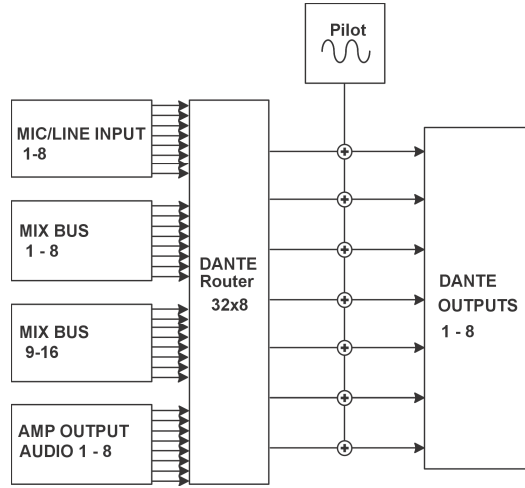 Pilot
MIC/LINE INPUT
1-8
MIX BUS
1 - 8
MIX BUS
9-16
AMP OUTPUT
AUDIO 1 - 8
DANTE
Router
32x8
DANTE
OUTPUTS
1 - 8